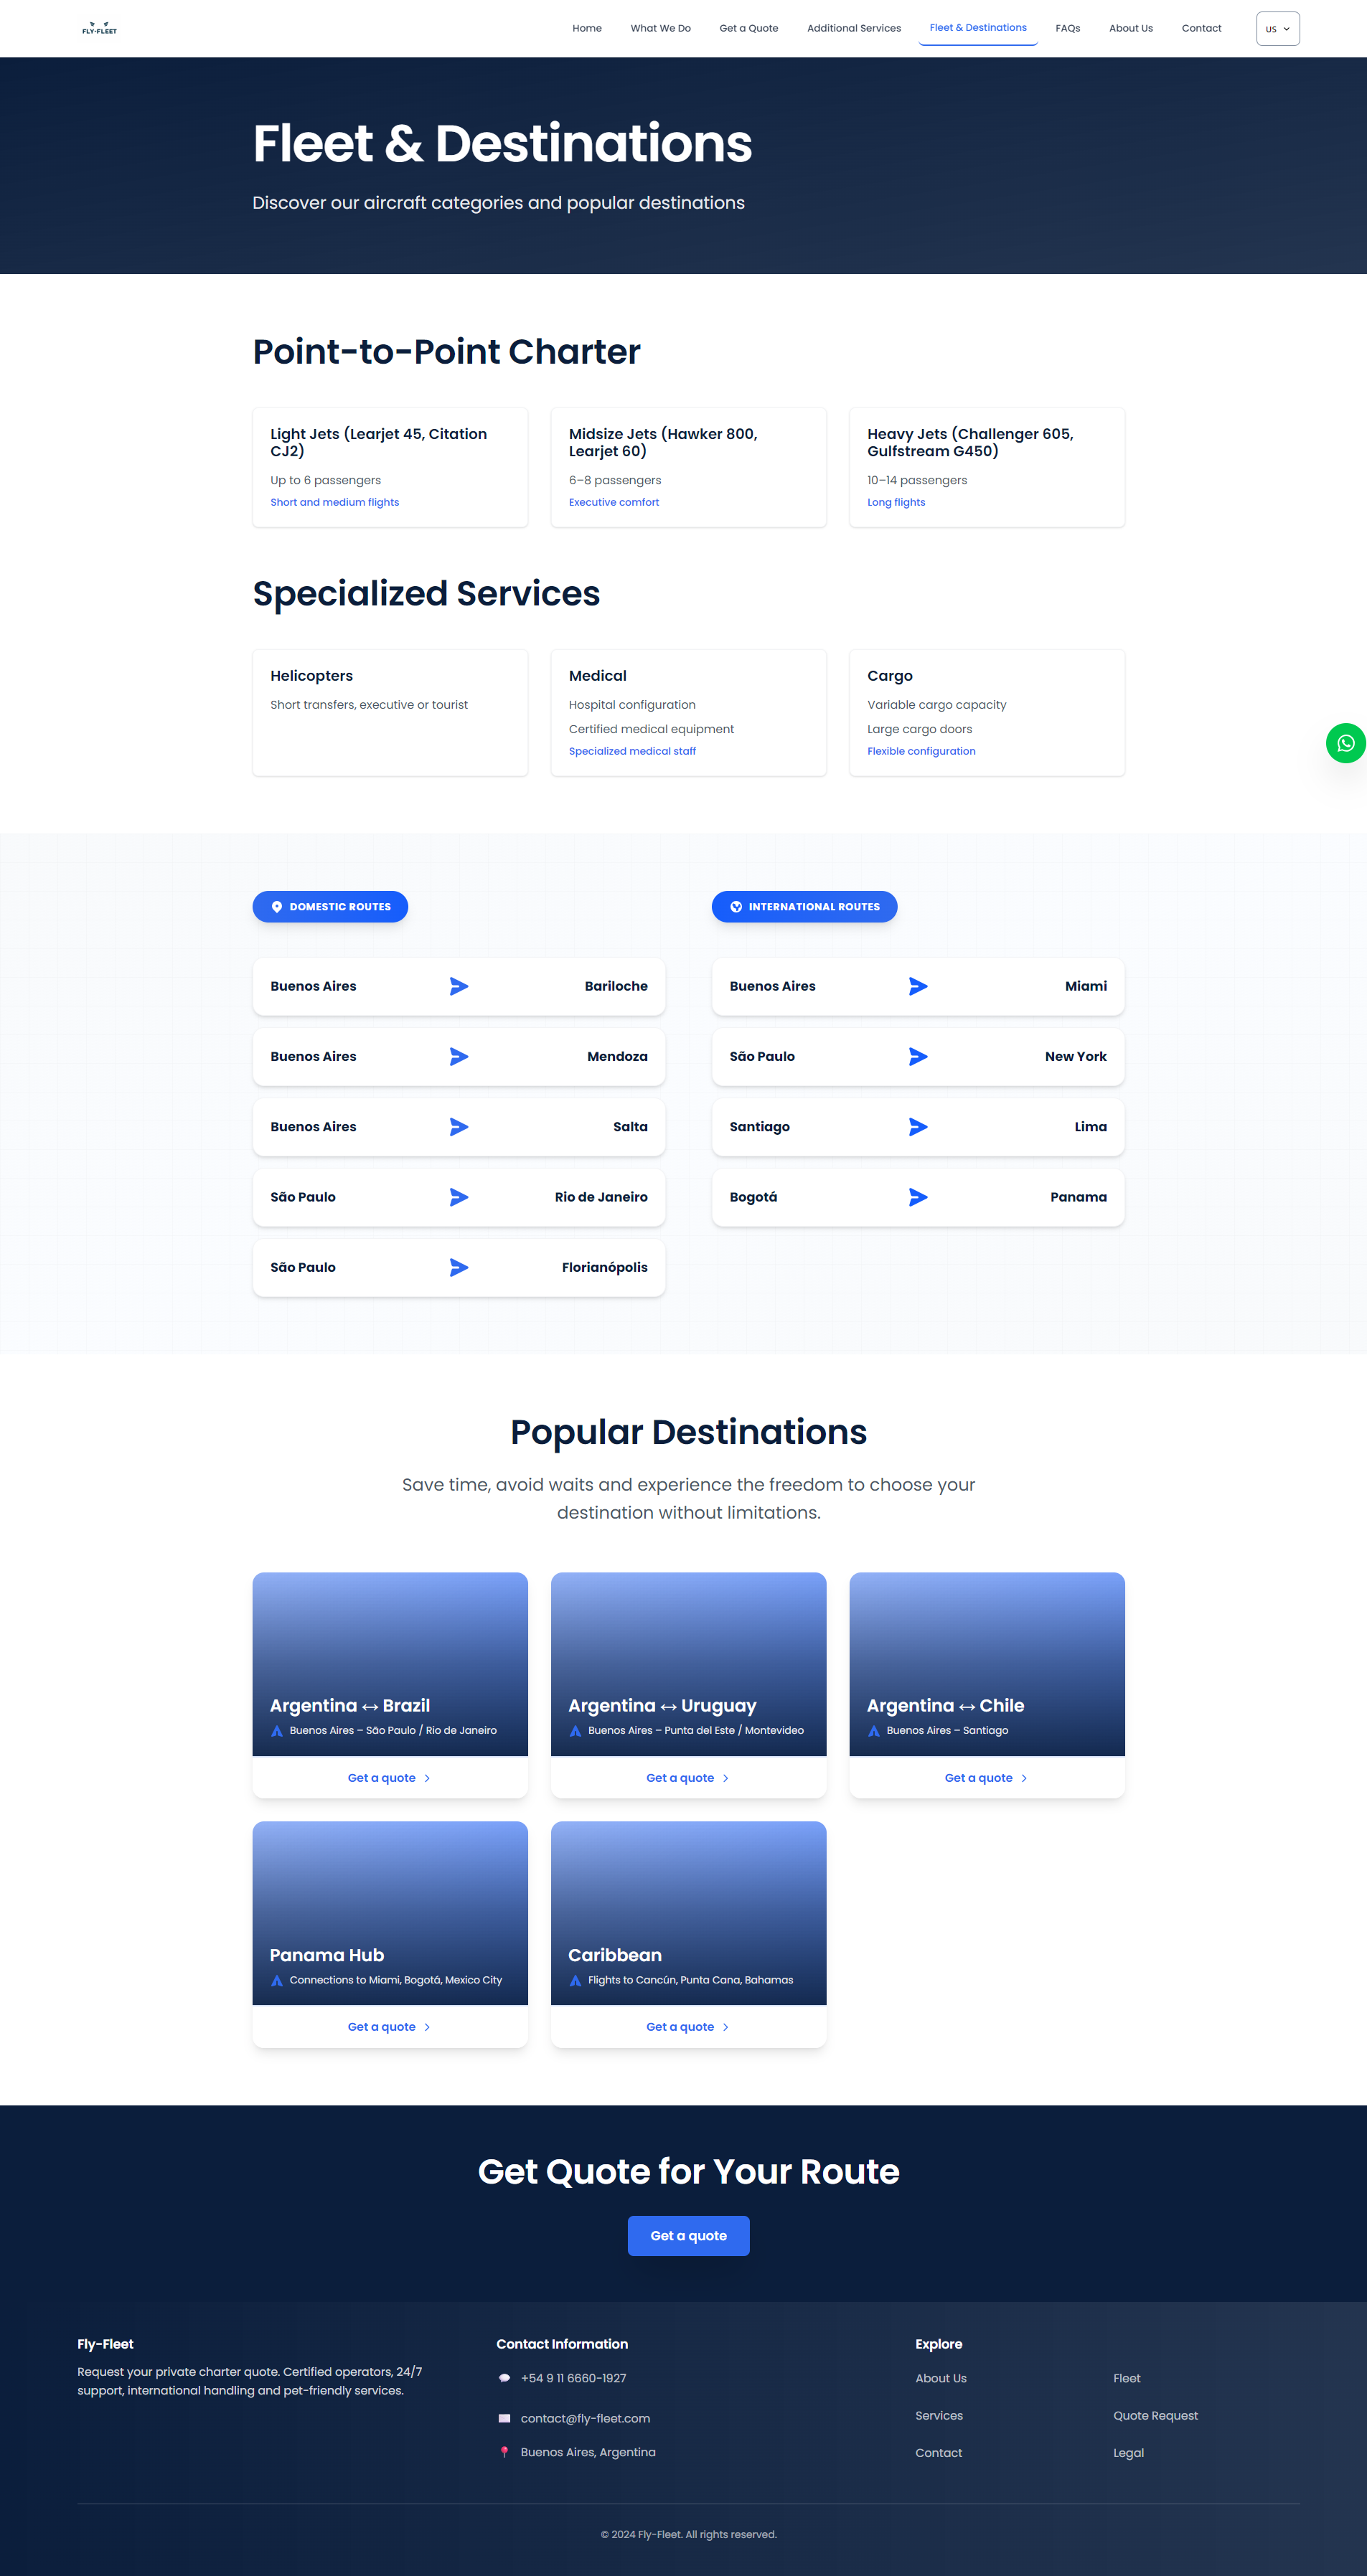 FLY-FLEET
Home
What We Do
Get a Quote
Additional Services
Fleet & Destinations
FAQs
About Us
Contact
US
Fleet & Destinations
Discover our aircraft categories and popular destinations
Point-to-Point Charter
Light Jets (Learjet 45, Citation
CJ2)
Up to 6 passengers
Short and medium flights
Midsize Jets (Hawker 800,
Learjet 60)
6–8 passengers
Executive comfort
Heavy Jets (Challenger 605,
Gulfstream G450)
10–14 passengers
Long flights
Specialized Services
Helicopters
Short transfers, executive or tourist
Medical
Hospital configuration
Certified medical equipment
Specialized medical staff
Cargo
Variable cargo capacity
Large cargo doors
Flexible configuration
DOMESTIC ROUTES
Buenos Aires Bariloche
Buenos Aires Mendoza
Buenos Aires Salta
São Paulo Rio de Janeiro
São Paulo Florianópolis
INTERNATIONAL ROUTES
Buenos Aires Miami
São Paulo New York
Santiago Lima
Bogotá Panama
Popular Destinations
Save time, avoid waits and experience the freedom to choose your
destination without limitations.
Argentina ↔ Brazil
Buenos Aires – São Paulo / Rio de Janeiro
Get a quote
Argentina ↔ Uruguay
Buenos Aires – Punta del Este / Montevideo
Get a quote
Argentina ↔ Chile
Buenos Aires – Santiago
Get a quote
Panama Hub
Connections to Miami, Bogotá, Mexico City
Get a quote
Caribbean
Flights to Cancún, Punta Cana, Bahamas
Get a quote
Get Quote for Your Route
Get a quote
Fly-Fleet
Request your private charter quote. Certified operators, 24/7
support, international handling and pet-friendly services.
Contact Information
+54 9 11 6660-1927
contact@fly-fleet.com
Buenos Aires, Argentina
Explore
About Us
Fleet
Services
Quote Request
Contact
Legal
© 2024 Fly-Fleet. All rights reserved.